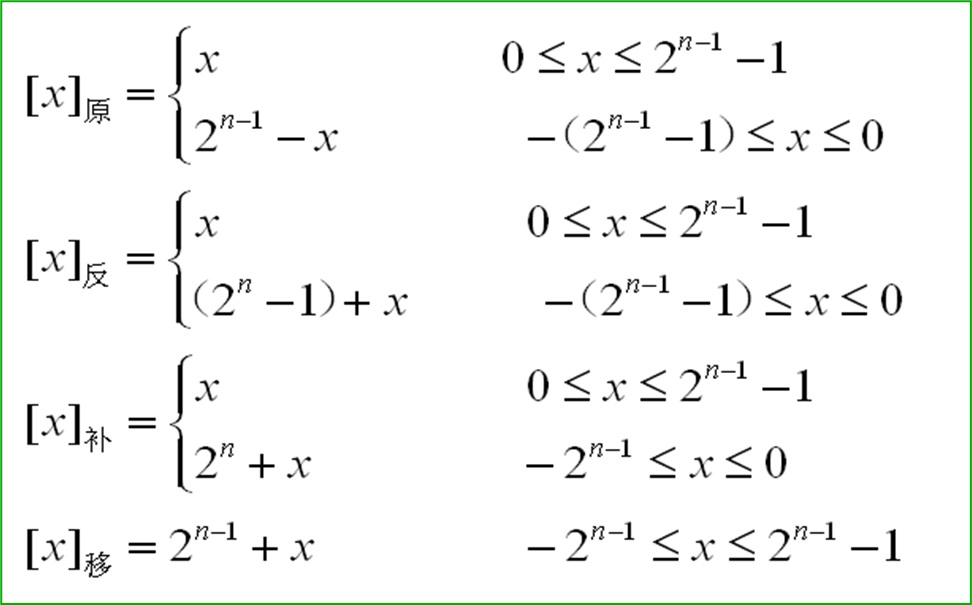 [x]原 = { x  0 ≤ x ≤ 2^{n−1} −1
2^{n−1} − x  −(2^{n−1} −1) ≤ x ≤ 0
[x]反 = { x  0 ≤ x ≤ 2^{n−1} −1
(2^n −1)+ x  −(2^{n−1} −1) ≤ x ≤ 0
[x]补 = { x  0 ≤ x ≤ 2^{n−1} −1
2^n + x  −2^{n−1} ≤ x ≤ 0
[x]移 = 2^{n−1} + x  −2^{n−1} ≤ x ≤ 2^{n−1} −1